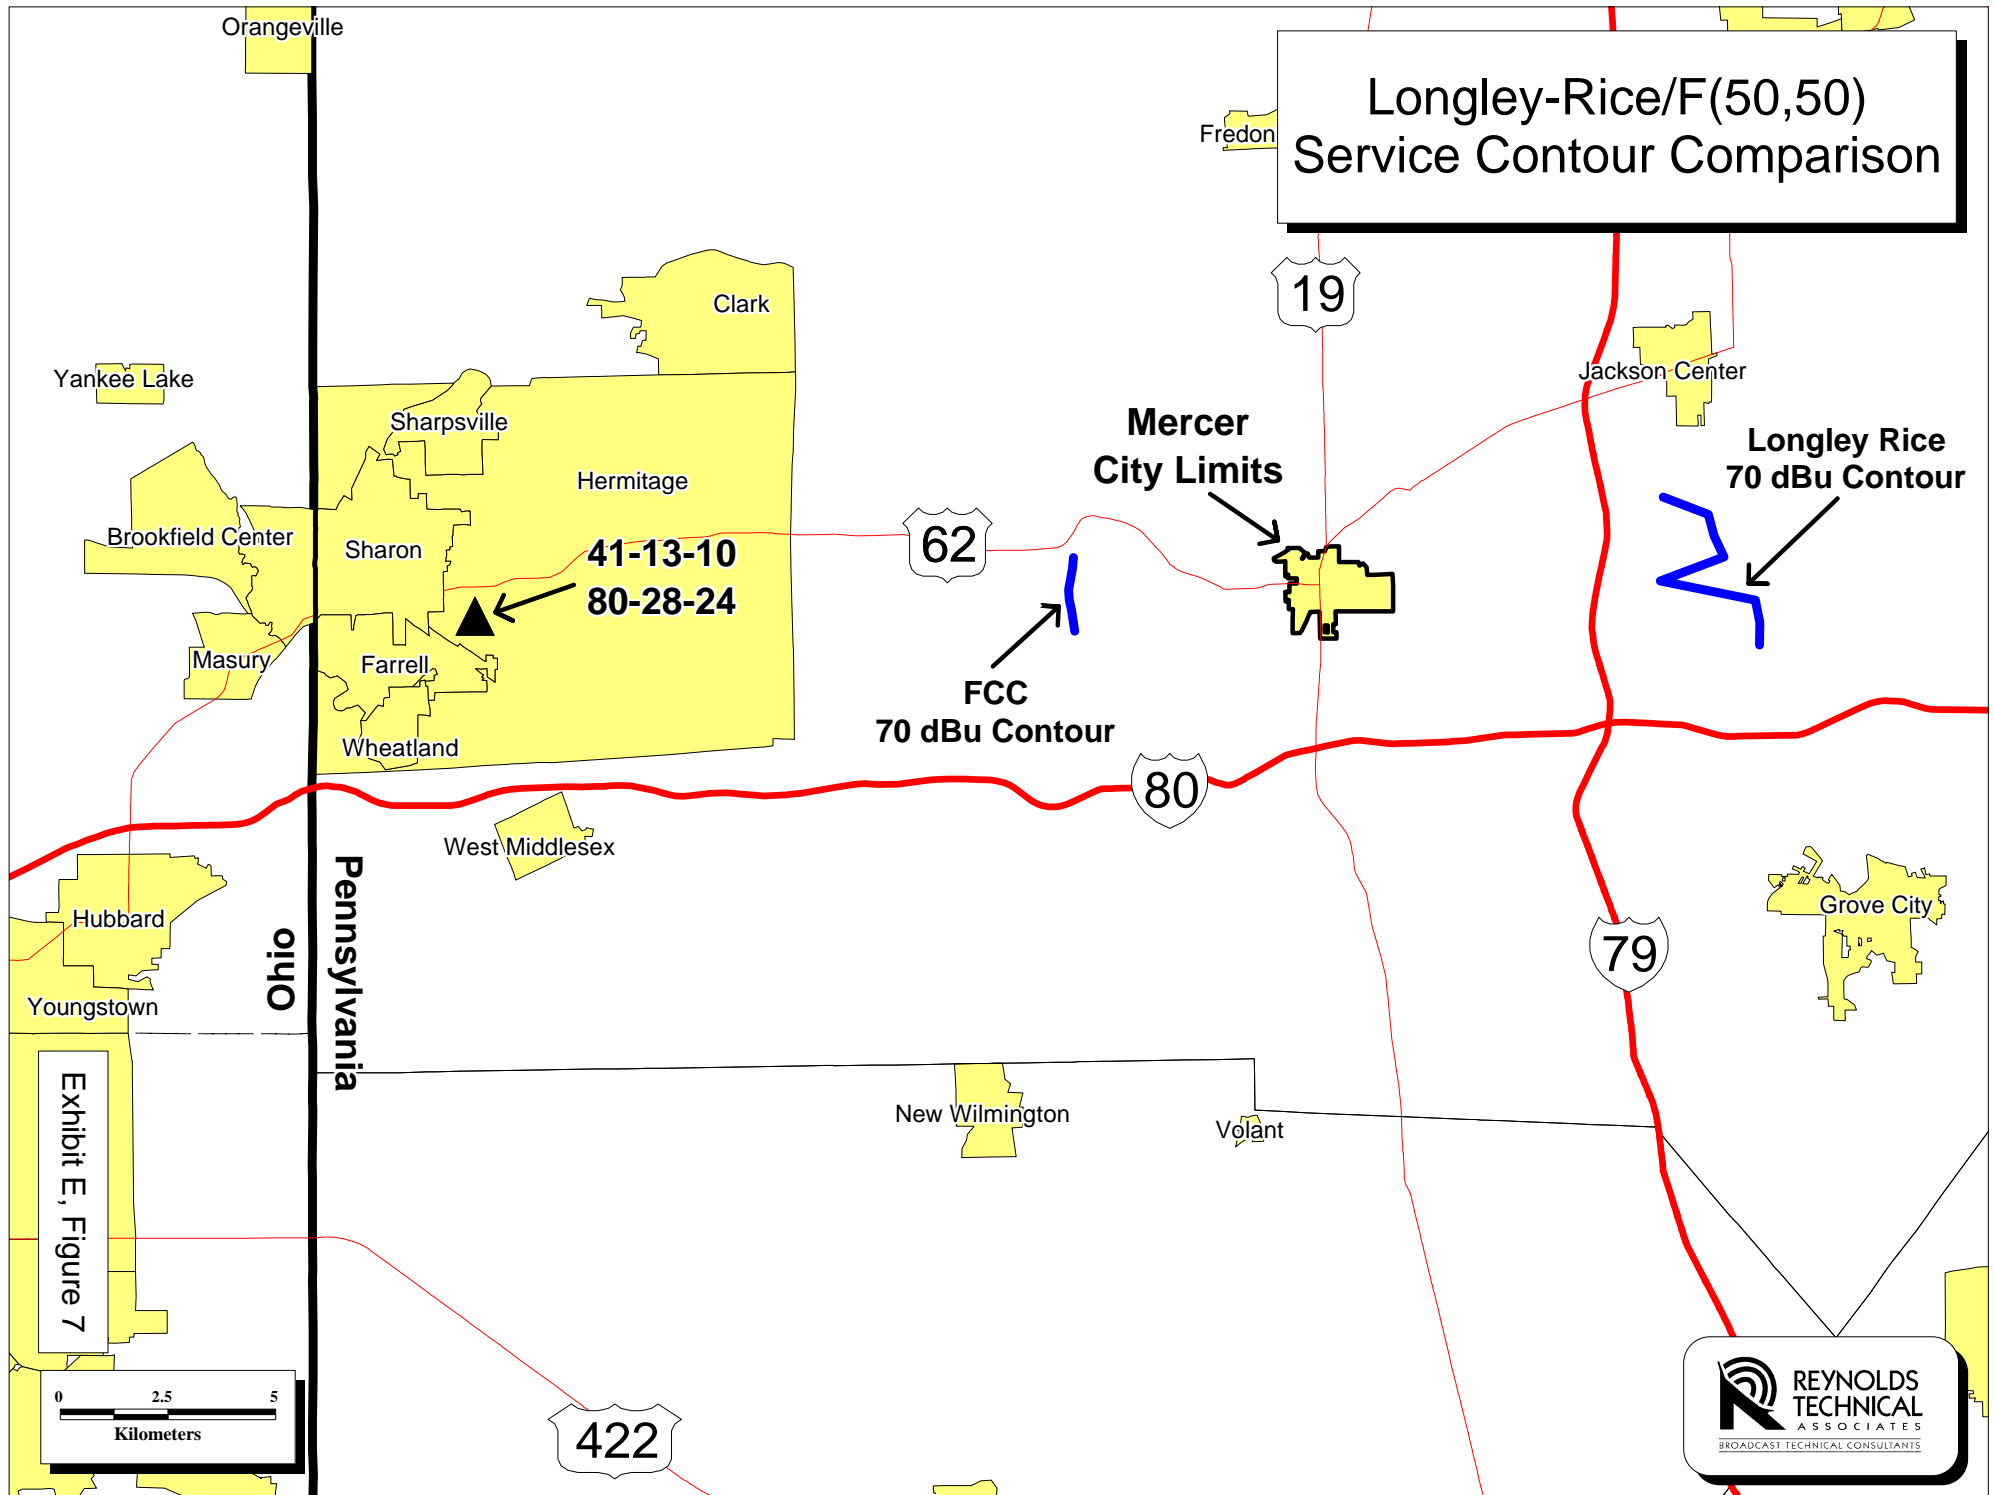 Orangeville
Longley-Rice/F(50,50)
Service Contour Comparison
Fredon
19
Clark
Yankee Lake
Jackson Center
Sharpsville
Mercer
City Limits
Longley Rice
70 dBu Contour
Hermitage
Brookfield Center
Sharon
62
41-13-10
80-28-24
Masury
Farrell
FCC
70 dBu Contour
Wheatland
80
West Middlesex
Pennsylvania
Ohio
Hubbard
Grove City
79
Youngstown
Exhibit E, Figure 7
New Wilmington
Volant
0 2.5 5
Kilometers
422
REYNOLDS
TECHNICAL
ASSOCIATES
BROADCAST TECHNICAL CONSULTANTS